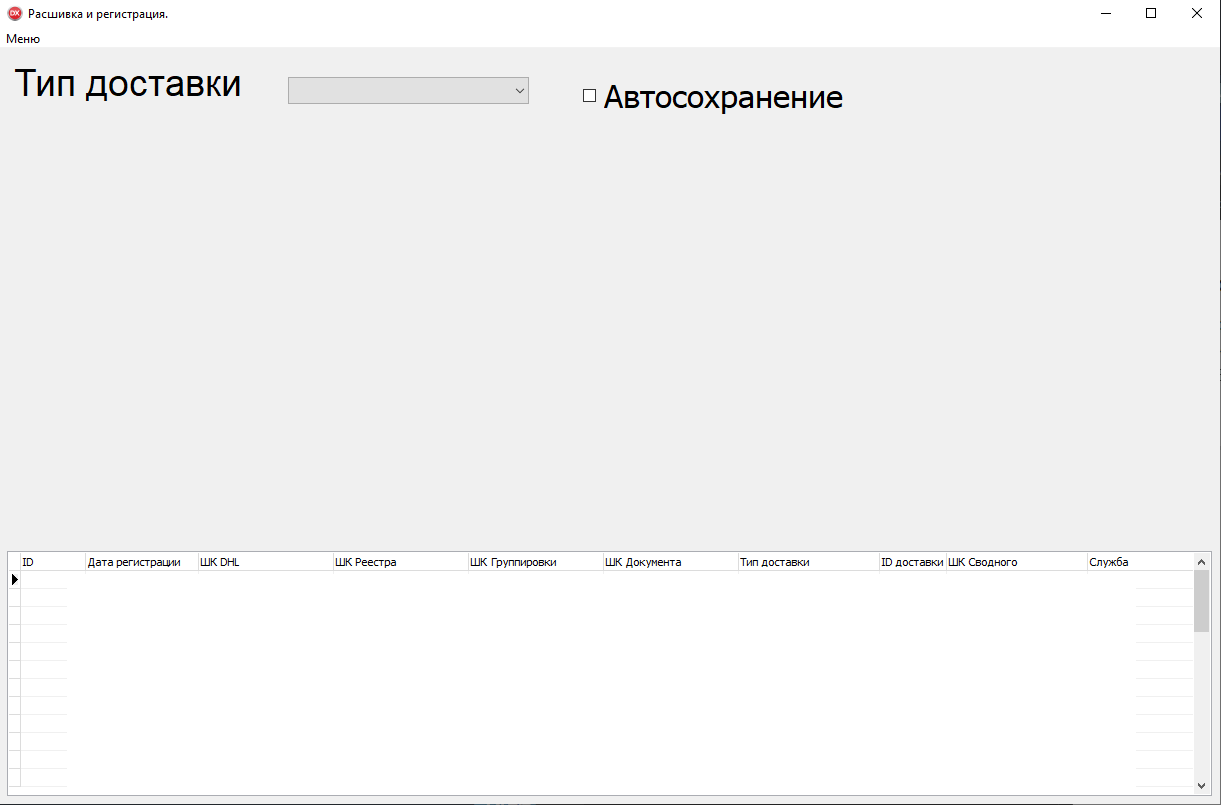 DX Расшивка и регистрация.
Меню
Тип доставки
Автосохранение
ID Дата регистрации ШК DHL ШК Реестра ШК Группировки ШК Документа Тип доставки ID доставки ШК Сводного Служба